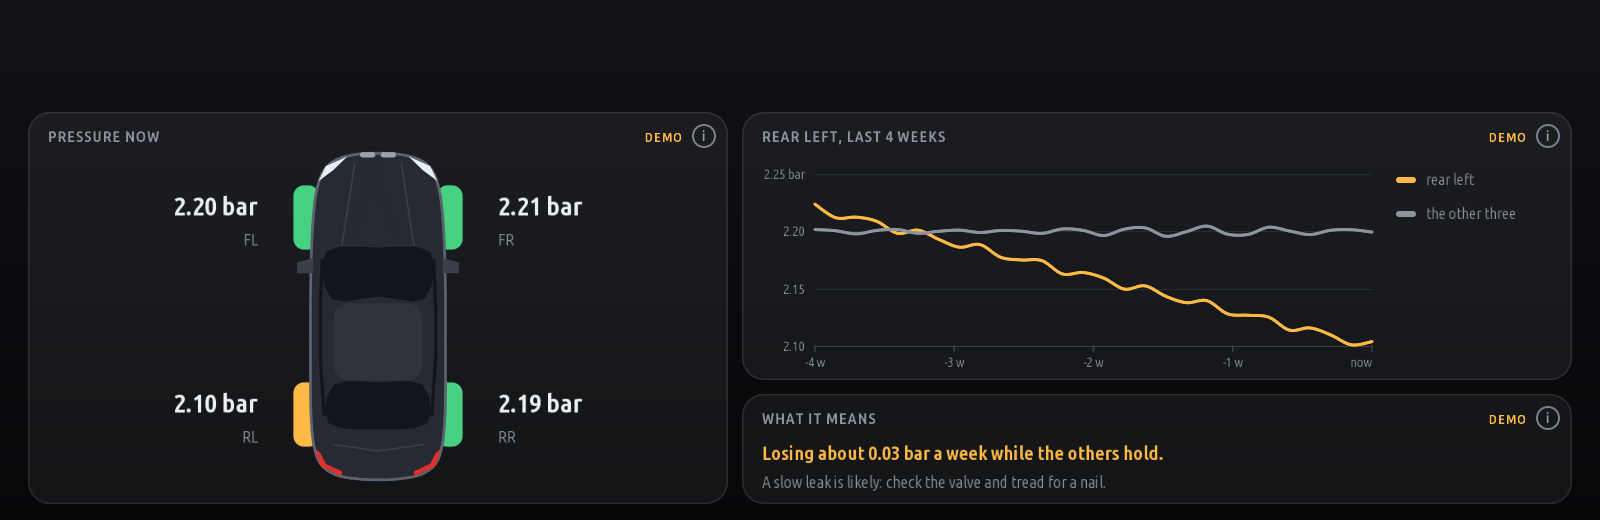 PRESSURE NOW
DEMO
i
2.20 bar
FL
2.21 bar
FR
2.10 bar
RL
2.19 bar
RR
REAR LEFT, LAST 4 WEEKS
DEMO
i
2.25 bar
2.20
2.15
2.10
-4 w
-3 w
-2 w
-1 w
now
rear left
the other three
WHAT IT MEANS
DEMO
i
Losing about 0.03 bar a week while the others hold.
A slow leak is likely: check the valve and tread for a nail.